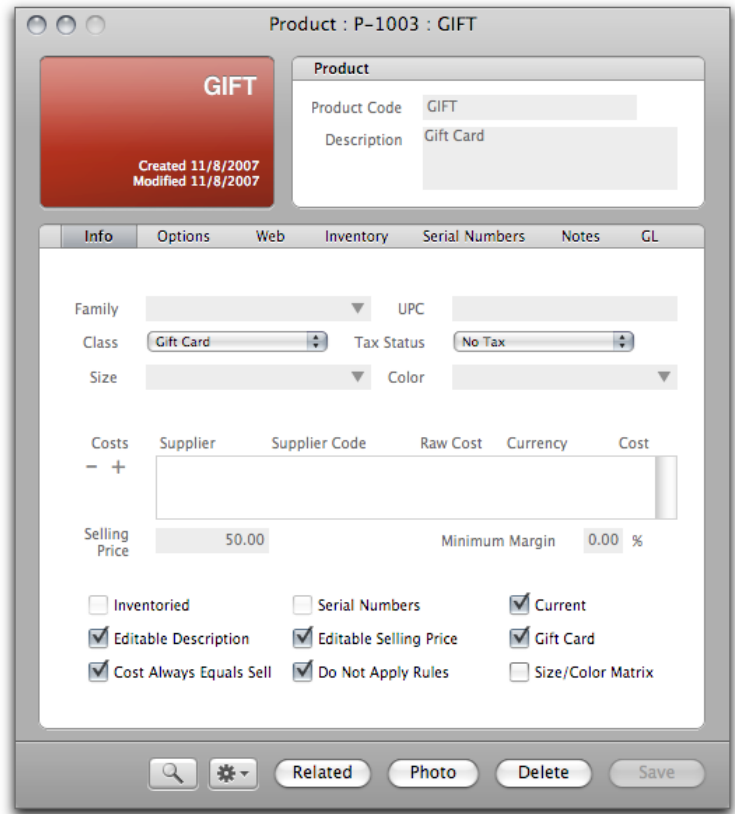 Product : P-1003 : GIFT
GIFT
Created 11/8/2007
Modified 11/8/2007
Product
Product Code GIFT
Description Gift Card
Info Options Web Inventory Serial Numbers Notes GL
Family UPC
Class Gift Card Tax Status No Tax
Size Color
Costs Supplier Supplier Code Raw Cost Currency Cost
− +
Selling Price 50.00 Minimum Margin 0.00 %
Inventoried Serial Numbers Current
Editable Description Editable Selling Price Gift Card
Cost Always Equals Sell Do Not Apply Rules Size/Color Matrix
Related Photo Delete Save